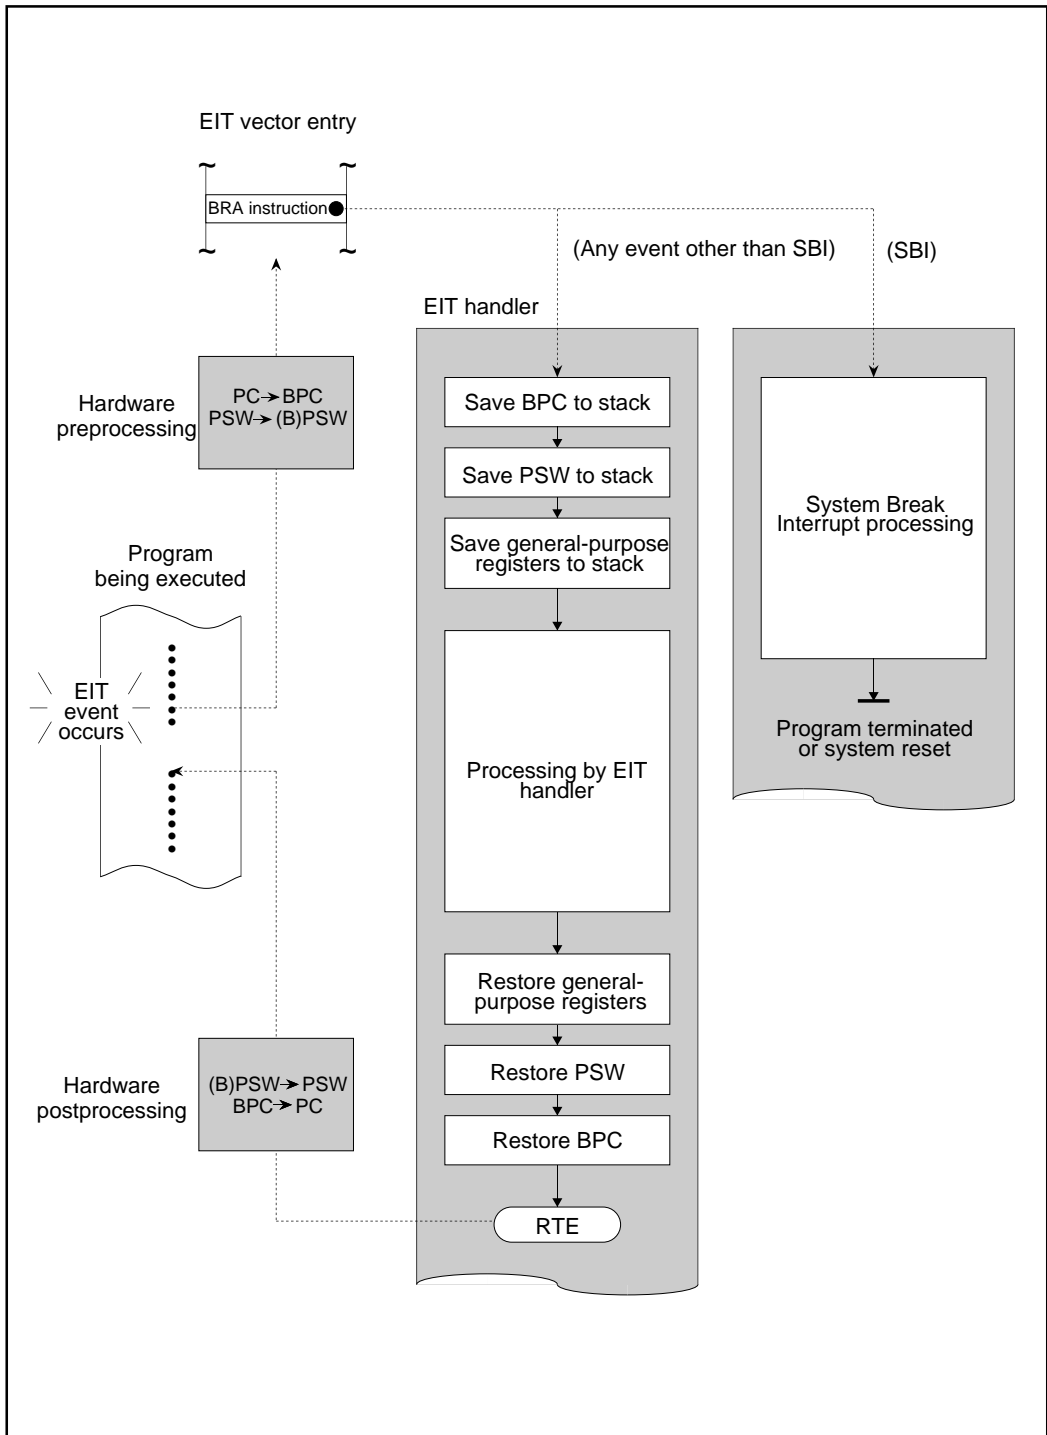 EIT vector entry
BRA instruction
(Any event other than SBI)
(SBI)
EIT handler
Hardware
preprocessing
PC→BPC
PSW→(B)PSW
Save BPC to stack
Save PSW to stack
Save general-purpose
registers to stack
System Break
Interrupt processing
Program
being executed
EIT
event
occurs
Program terminated
or system reset
Processing by EIT
handler
Restore general-
purpose registers
Hardware
postprocessing
(B)PSW→PSW
BPC→PC
Restore PSW
Restore BPC
RTE